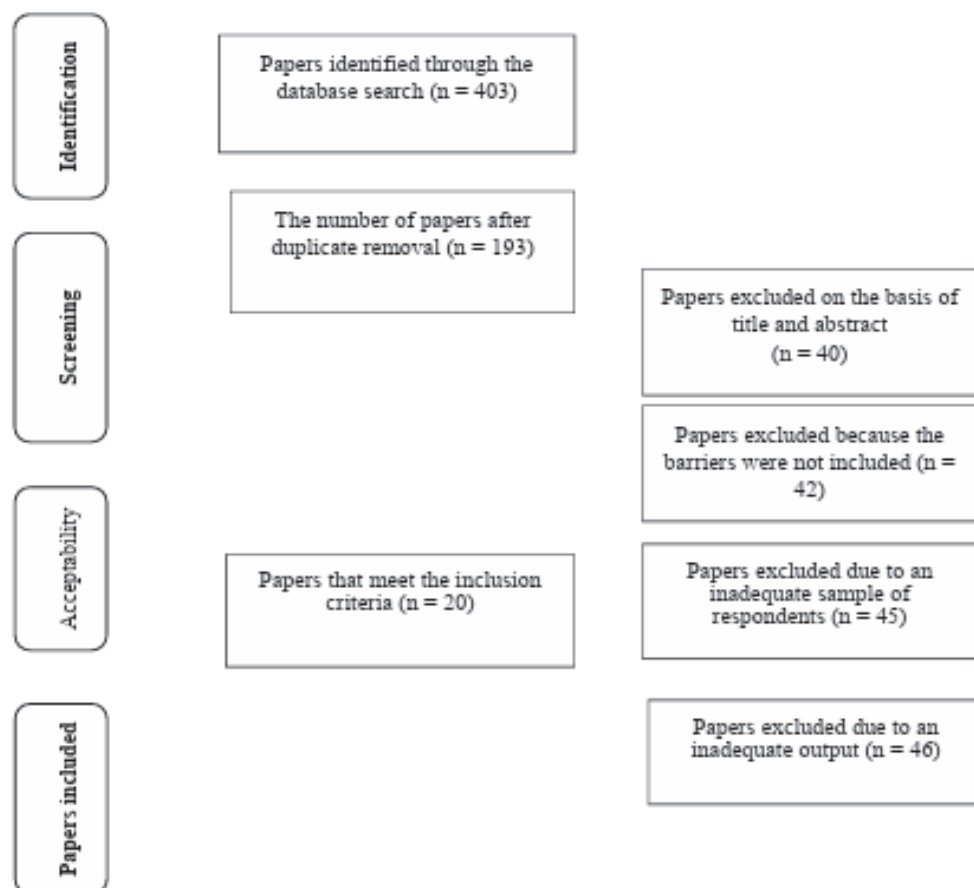 Identification
Papers identified through the
database search (n = 403)
The number of papers after
duplicate removal (n = 193)
Screening
Papers excluded on the basis of
title and abstract
(n = 40)
Papers excluded because the
barriers were not included (n =
42)
Acceptability
Papers that meet the inclusion
criteria (n = 20)
Papers excluded due to an
inadequate sample of
respondents (n = 45)
Papers included
Papers excluded due to an
inadequate output (n = 46)